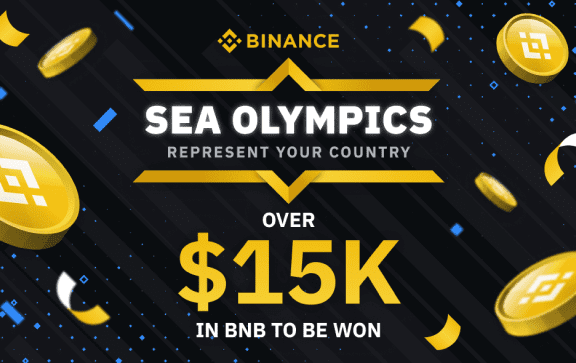 BINANCE
SEA OLYMPICS
REPRESENT YOUR COUNTRY
OVER
$15K
IN BNB TO BE WON